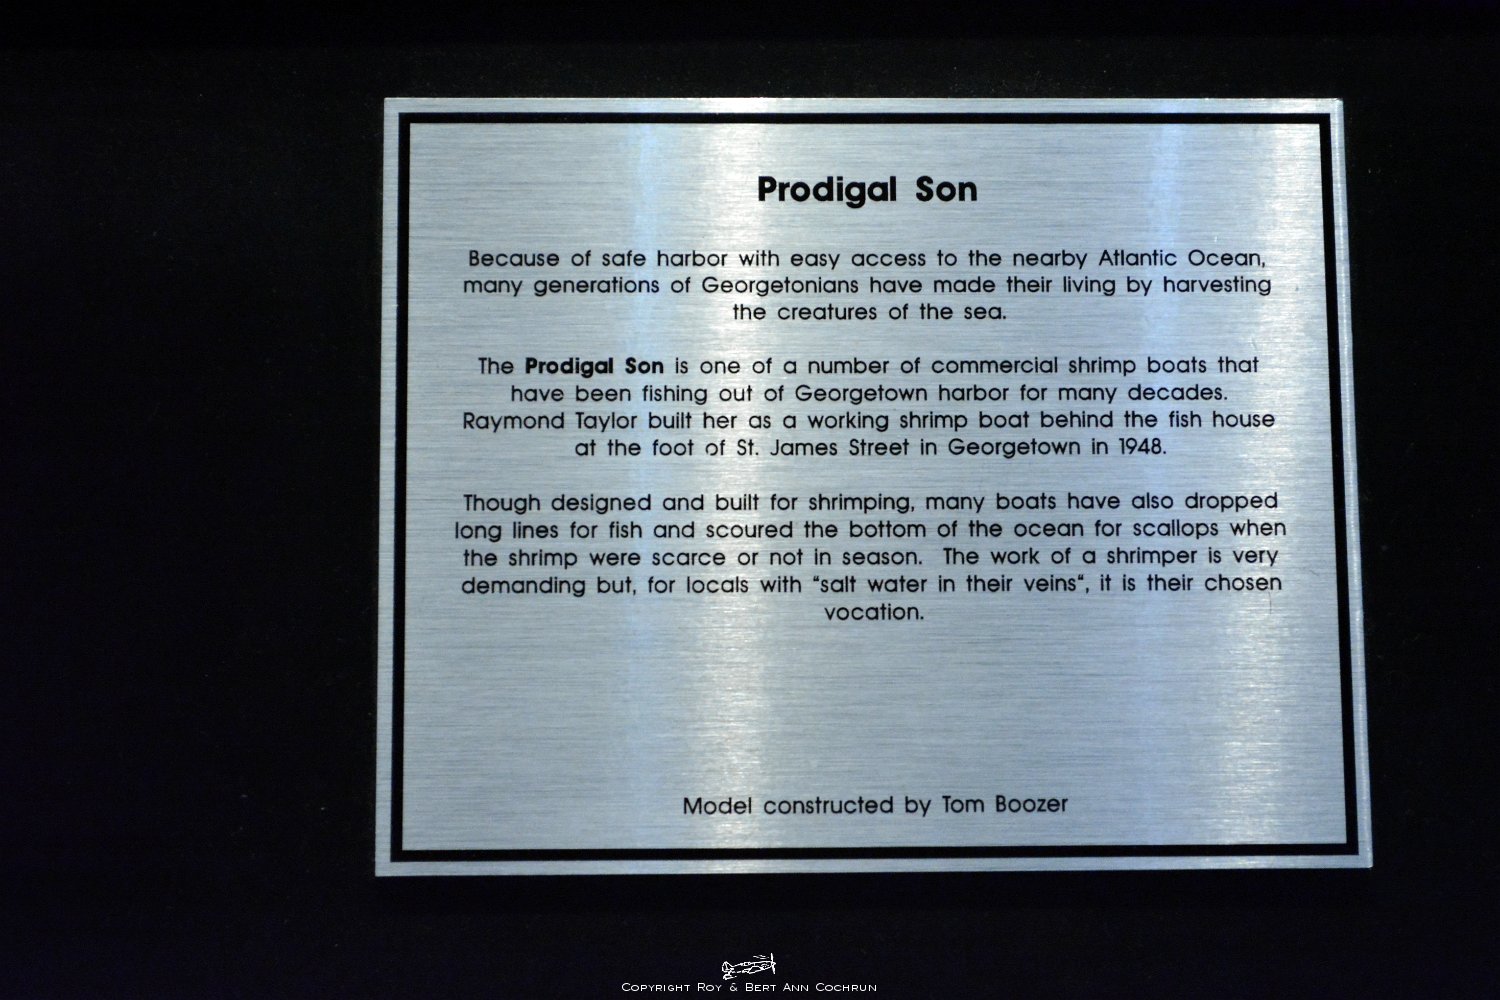 Prodigal Son
Because of safe harbor with easy access to the nearby Atlantic Ocean,
many generations of Georgetonians have made their living by harvesting
the creatures of the sea.
The Prodigal Son is one of a number of commercial shrimp boats that
have been fishing out of Georgetown harbor for many decades.
Raymond Taylor built her as a working shrimp boat behind the fish house
at the foot of St. James Street in Georgetown in 1948.
Though designed and built for shrimping, many boats have also dropped
long lines for fish and scoured the bottom of the ocean for scallops when
the shrimp were scarce or not in season. The work of a shrimper is very
demanding but, for locals with “salt water in their veins“, it is their chosen
vocation.
Model constructed by Tom Boozer
Copyright Roy & Bert Ann Cochrun